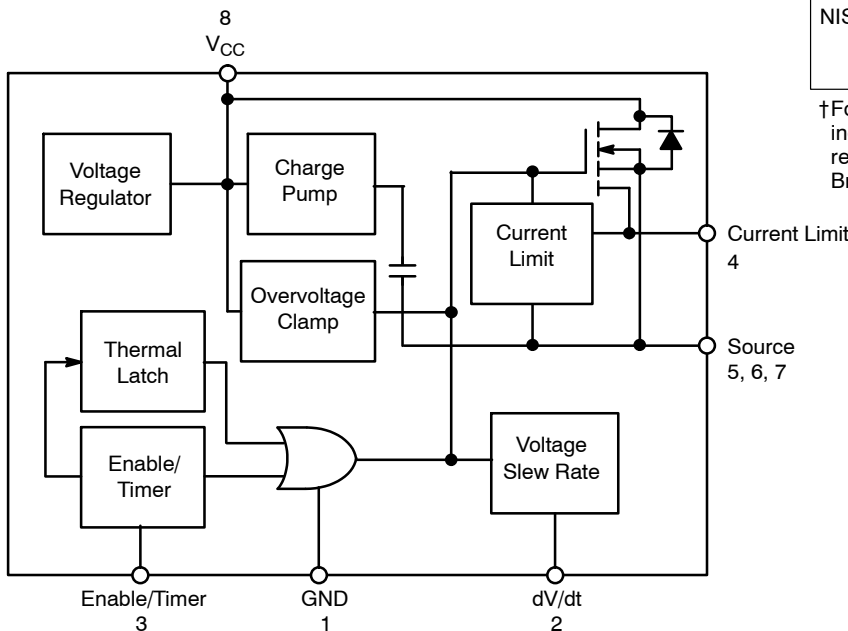 8
VCC
NIS
†Fo
in
re
Br
Voltage
Regulator
Charge
Pump
Current
Limit
Current Limit
4
Overvoltage
Clamp
Thermal
Latch
Source
5, 6, 7
Enable/
Timer
Voltage
Slew Rate
Enable/Timer
3
GND
1
dV/dt
2